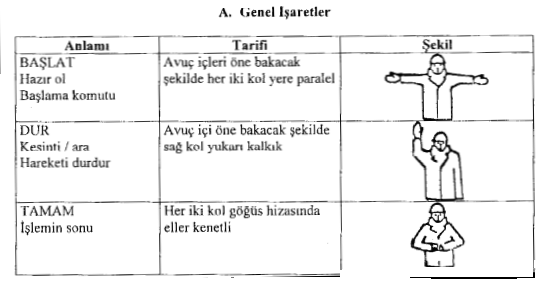 A. Genel İşaretler
Anlamı Tarifi Şekil
BAŞLAT
Hazır ol
Başlama komutu
Avuç içleri öne bakacak
şekilde her iki kol yere paralel
DUR
Kesinti / ara
Hareketi durdur
Avuç içi öne bakacak şekilde
sağ kol yukarı kalkık
TAMAM
İşlemin sonu
Her iki kol göğüs hizasında
eller kenetli